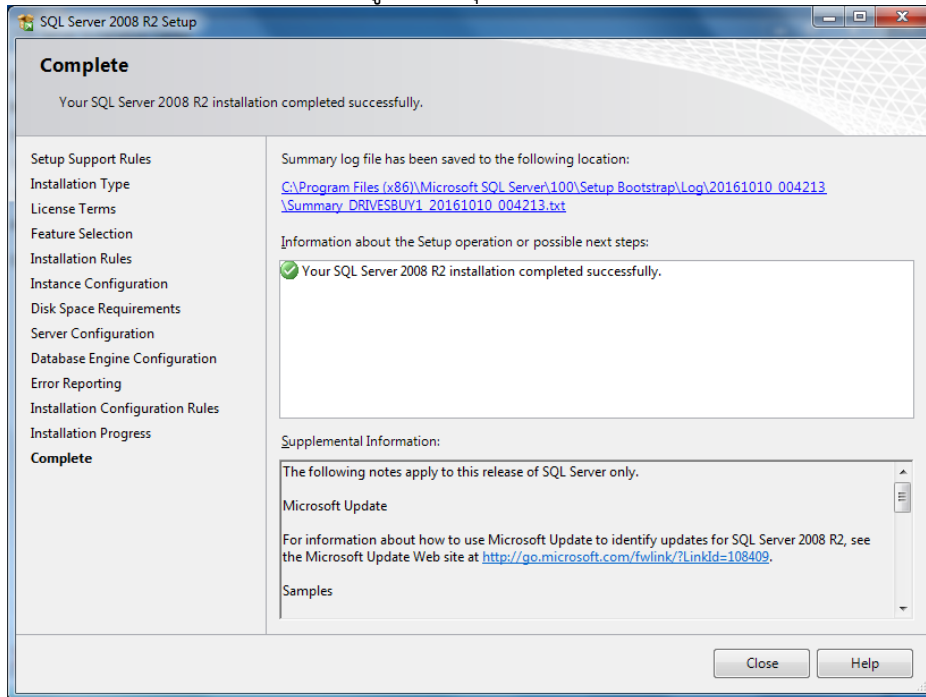 SQL Server 2008 R2 Setup
Complete
Your SQL Server 2008 R2 installation completed successfully.
Setup Support Rules
Installation Type
License Terms
Feature Selection
Installation Rules
Instance Configuration
Disk Space Requirements
Server Configuration
Database Engine Configuration
Error Reporting
Installation Configuration Rules
Installation Progress
Complete
Summary log file has been saved to the following location:
C:\Program Files (x86)\Microsoft SQL Server\100\Setup Bootstrap\Log\20161010_004213
\Summary_DRIVESBUY1_20161010_004213.txt
Information about the Setup operation or possible next steps:
Your SQL Server 2008 R2 installation completed successfully.
Supplemental Information:
The following notes apply to this release of SQL Server only.
Microsoft Update
For information about how to use Microsoft Update to identify updates for SQL Server 2008 R2, see
the Microsoft Update Web site at http://go.microsoft.com/fwlink/?LinkId=108409.
Samples
Close
Help